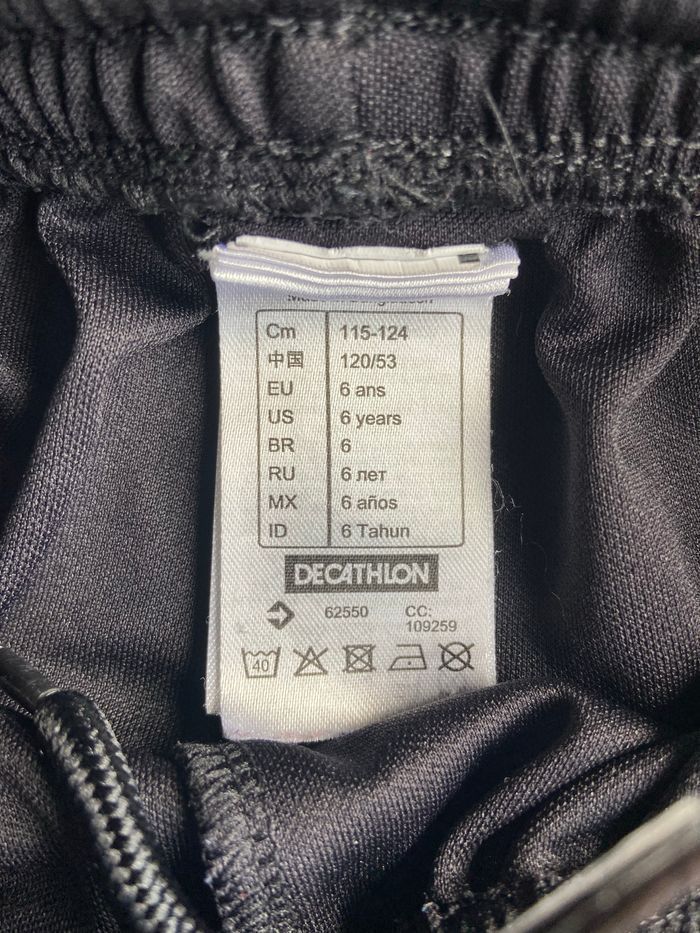 Cm 115-124
中国 120/53
EU 6 ans
US 6 years
BR 6
RU 6 лет
MX 6 años
ID 6 Tahun
DECATHLON
62550 CC:
109259
40